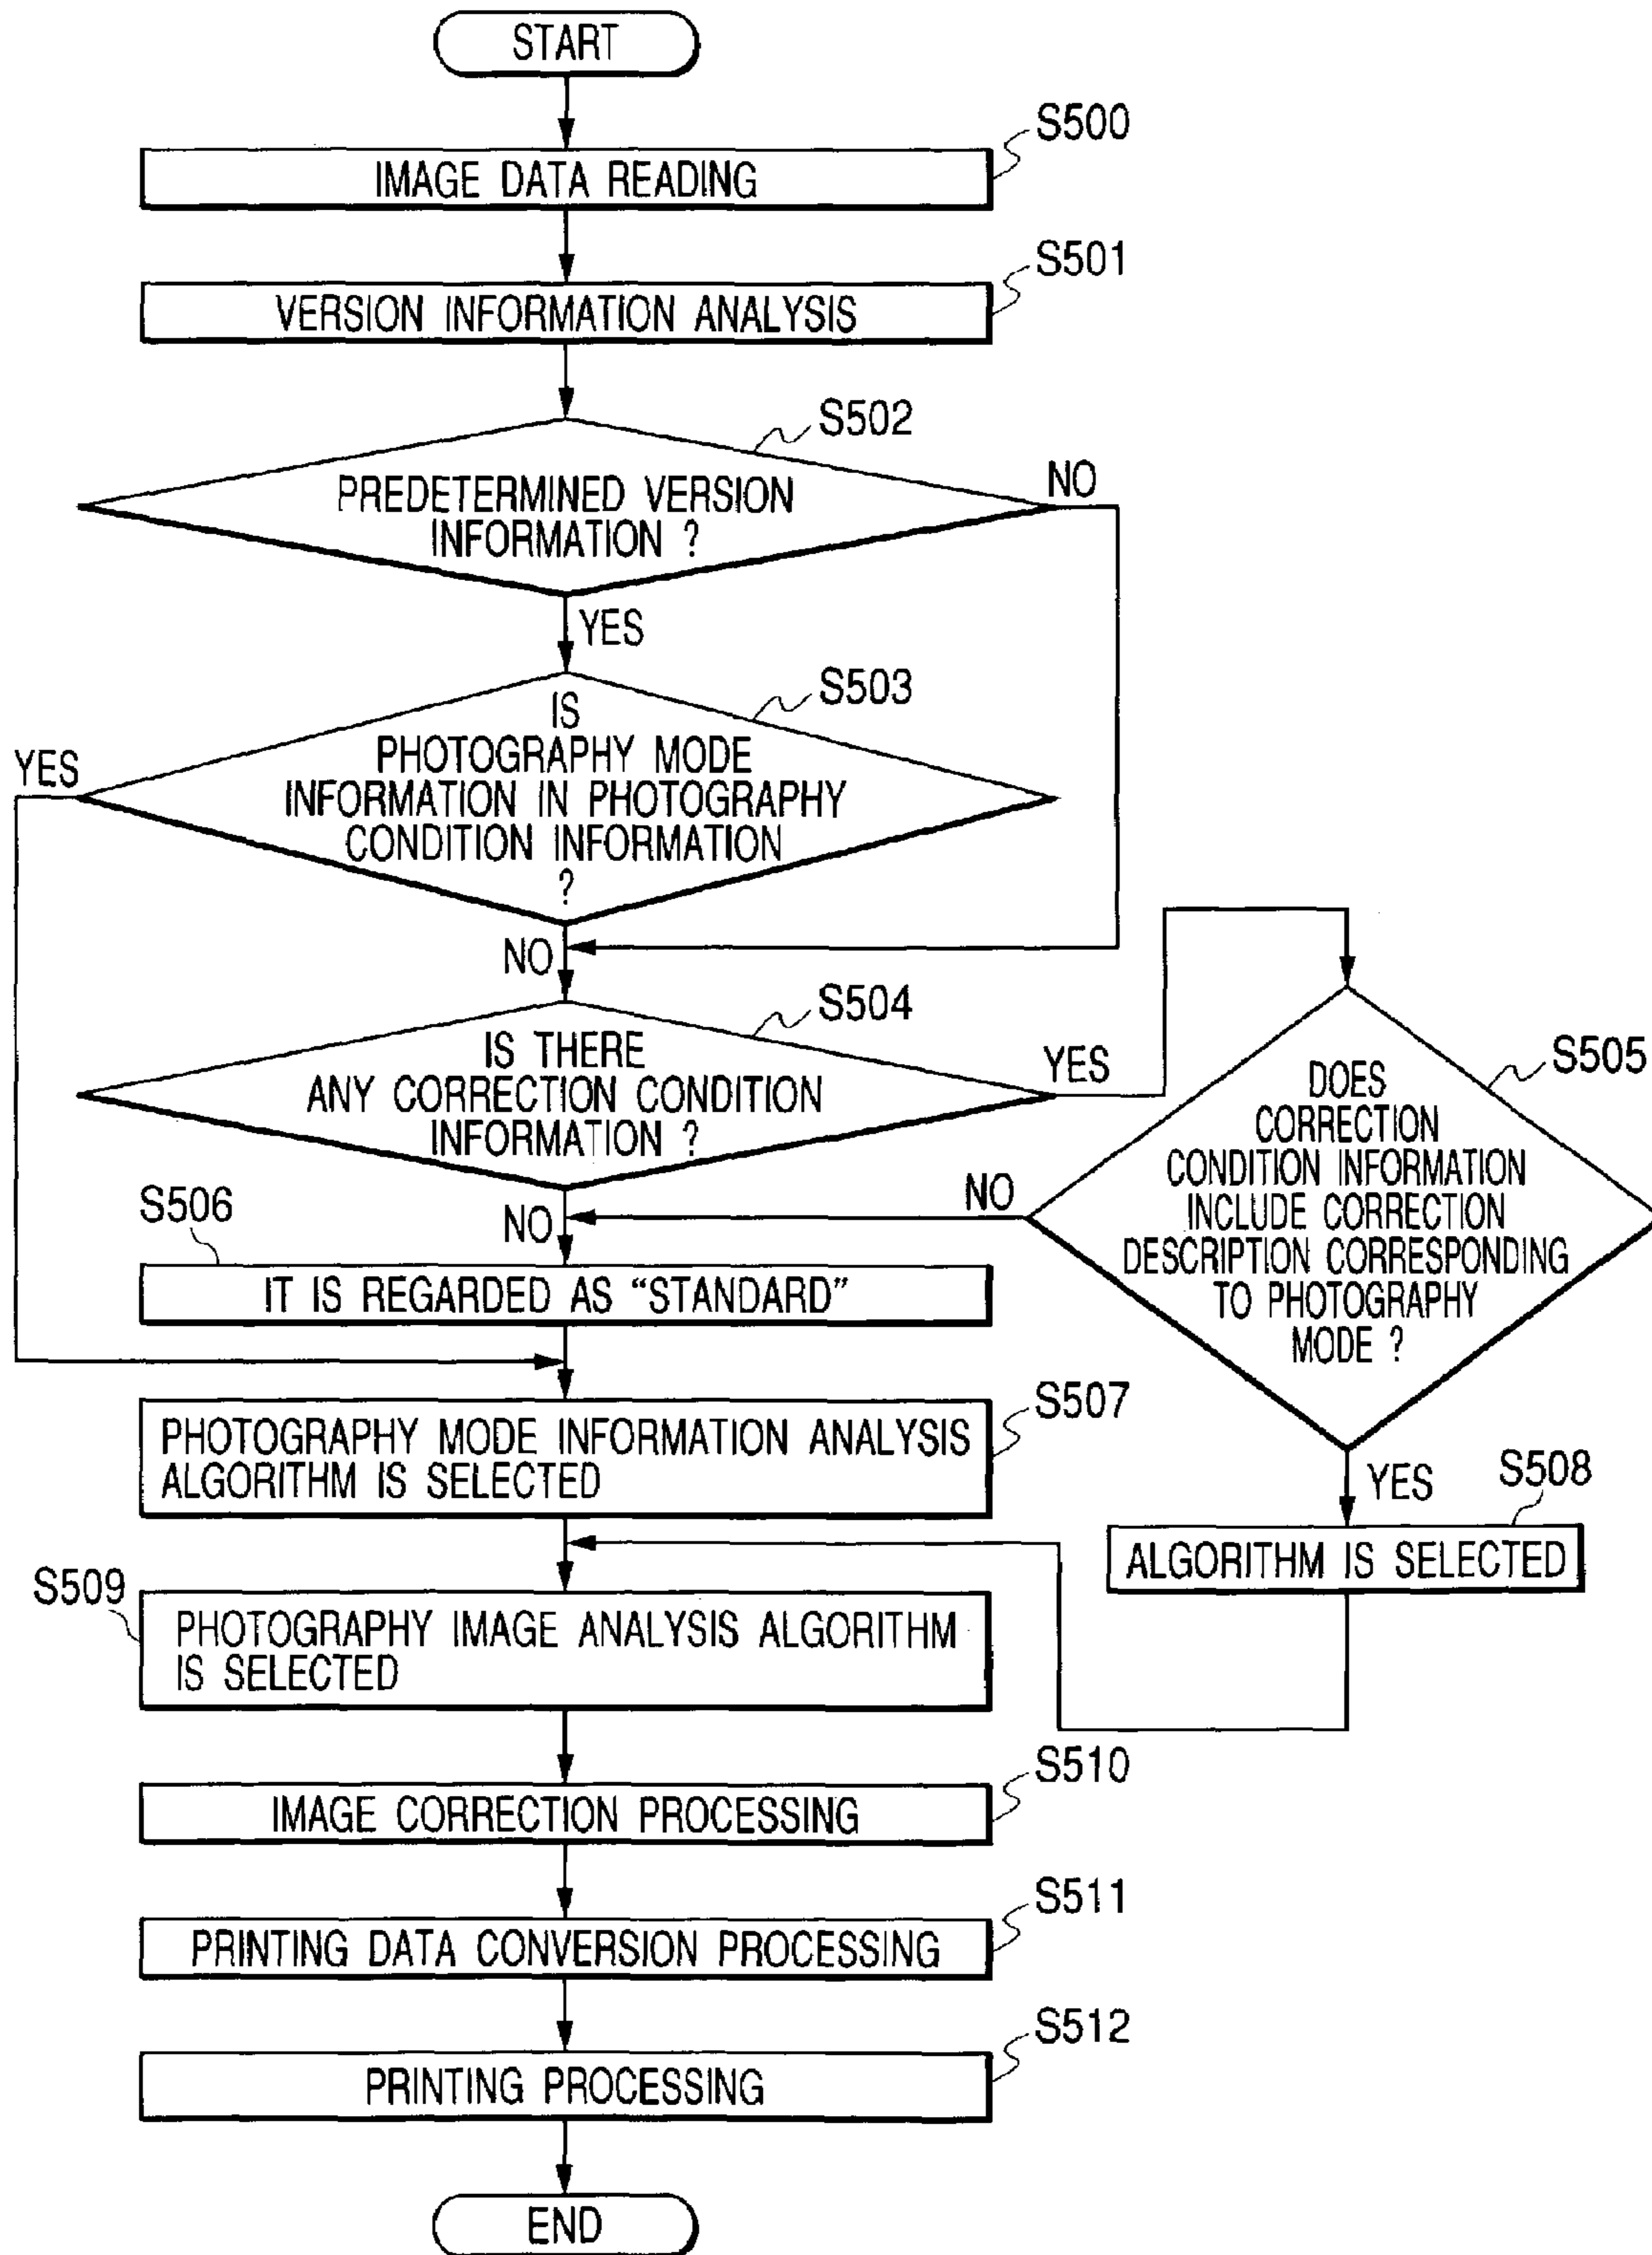 START
S500
IMAGE DATA READING
S501
VERSION INFORMATION ANALYSIS
S502
PREDETERMINED VERSION
INFORMATION ?
NO
YES
S503
IS
PHOTOGRAPHY MODE
INFORMATION IN PHOTOGRAPHY
CONDITION INFORMATION
?
YES
NO
S504
IS THERE
ANY CORRECTION CONDITION
INFORMATION ?
YES
S505
DOES
CORRECTION
CONDITION INFORMATION
INCLUDE CORRECTION
DESCRIPTION CORRESPONDING
TO PHOTOGRAPHY
MODE ?
NO
NO
S506
IT IS REGARDED AS “STANDARD”
S507
PHOTOGRAPHY MODE INFORMATION ANALYSIS
ALGORITHM IS SELECTED
YES
S508
ALGORITHM IS SELECTED
S509
PHOTOGRAPHY IMAGE ANALYSIS ALGORITHM
IS SELECTED
S510
IMAGE CORRECTION PROCESSING
S511
PRINTING DATA CONVERSION PROCESSING
S512
PRINTING PROCESSING
END